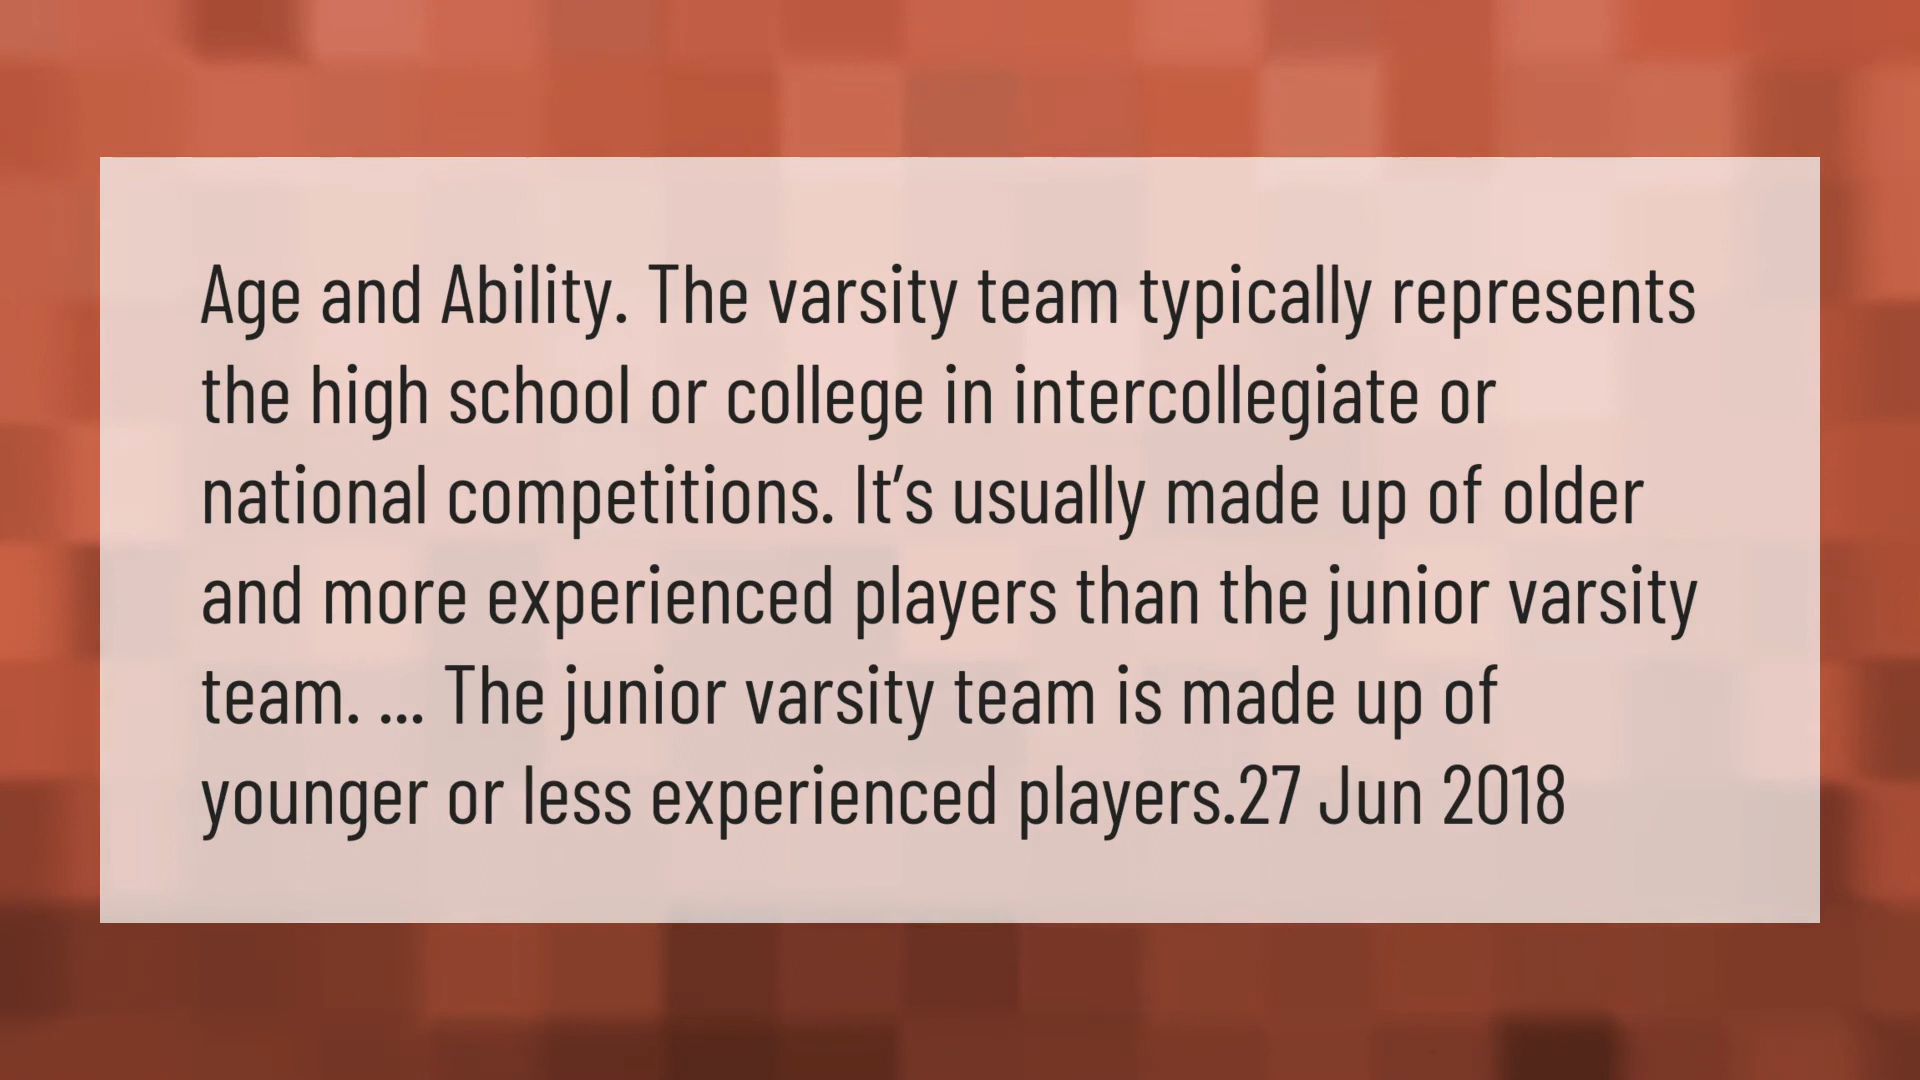 Age and Ability. The varsity team typically represents
the high school or college in intercollegiate or
national competitions. It’s usually made up of older
and more experienced players than the junior varsity
team. ... The junior varsity team is made up of
younger or less experienced players.27 Jun 2018